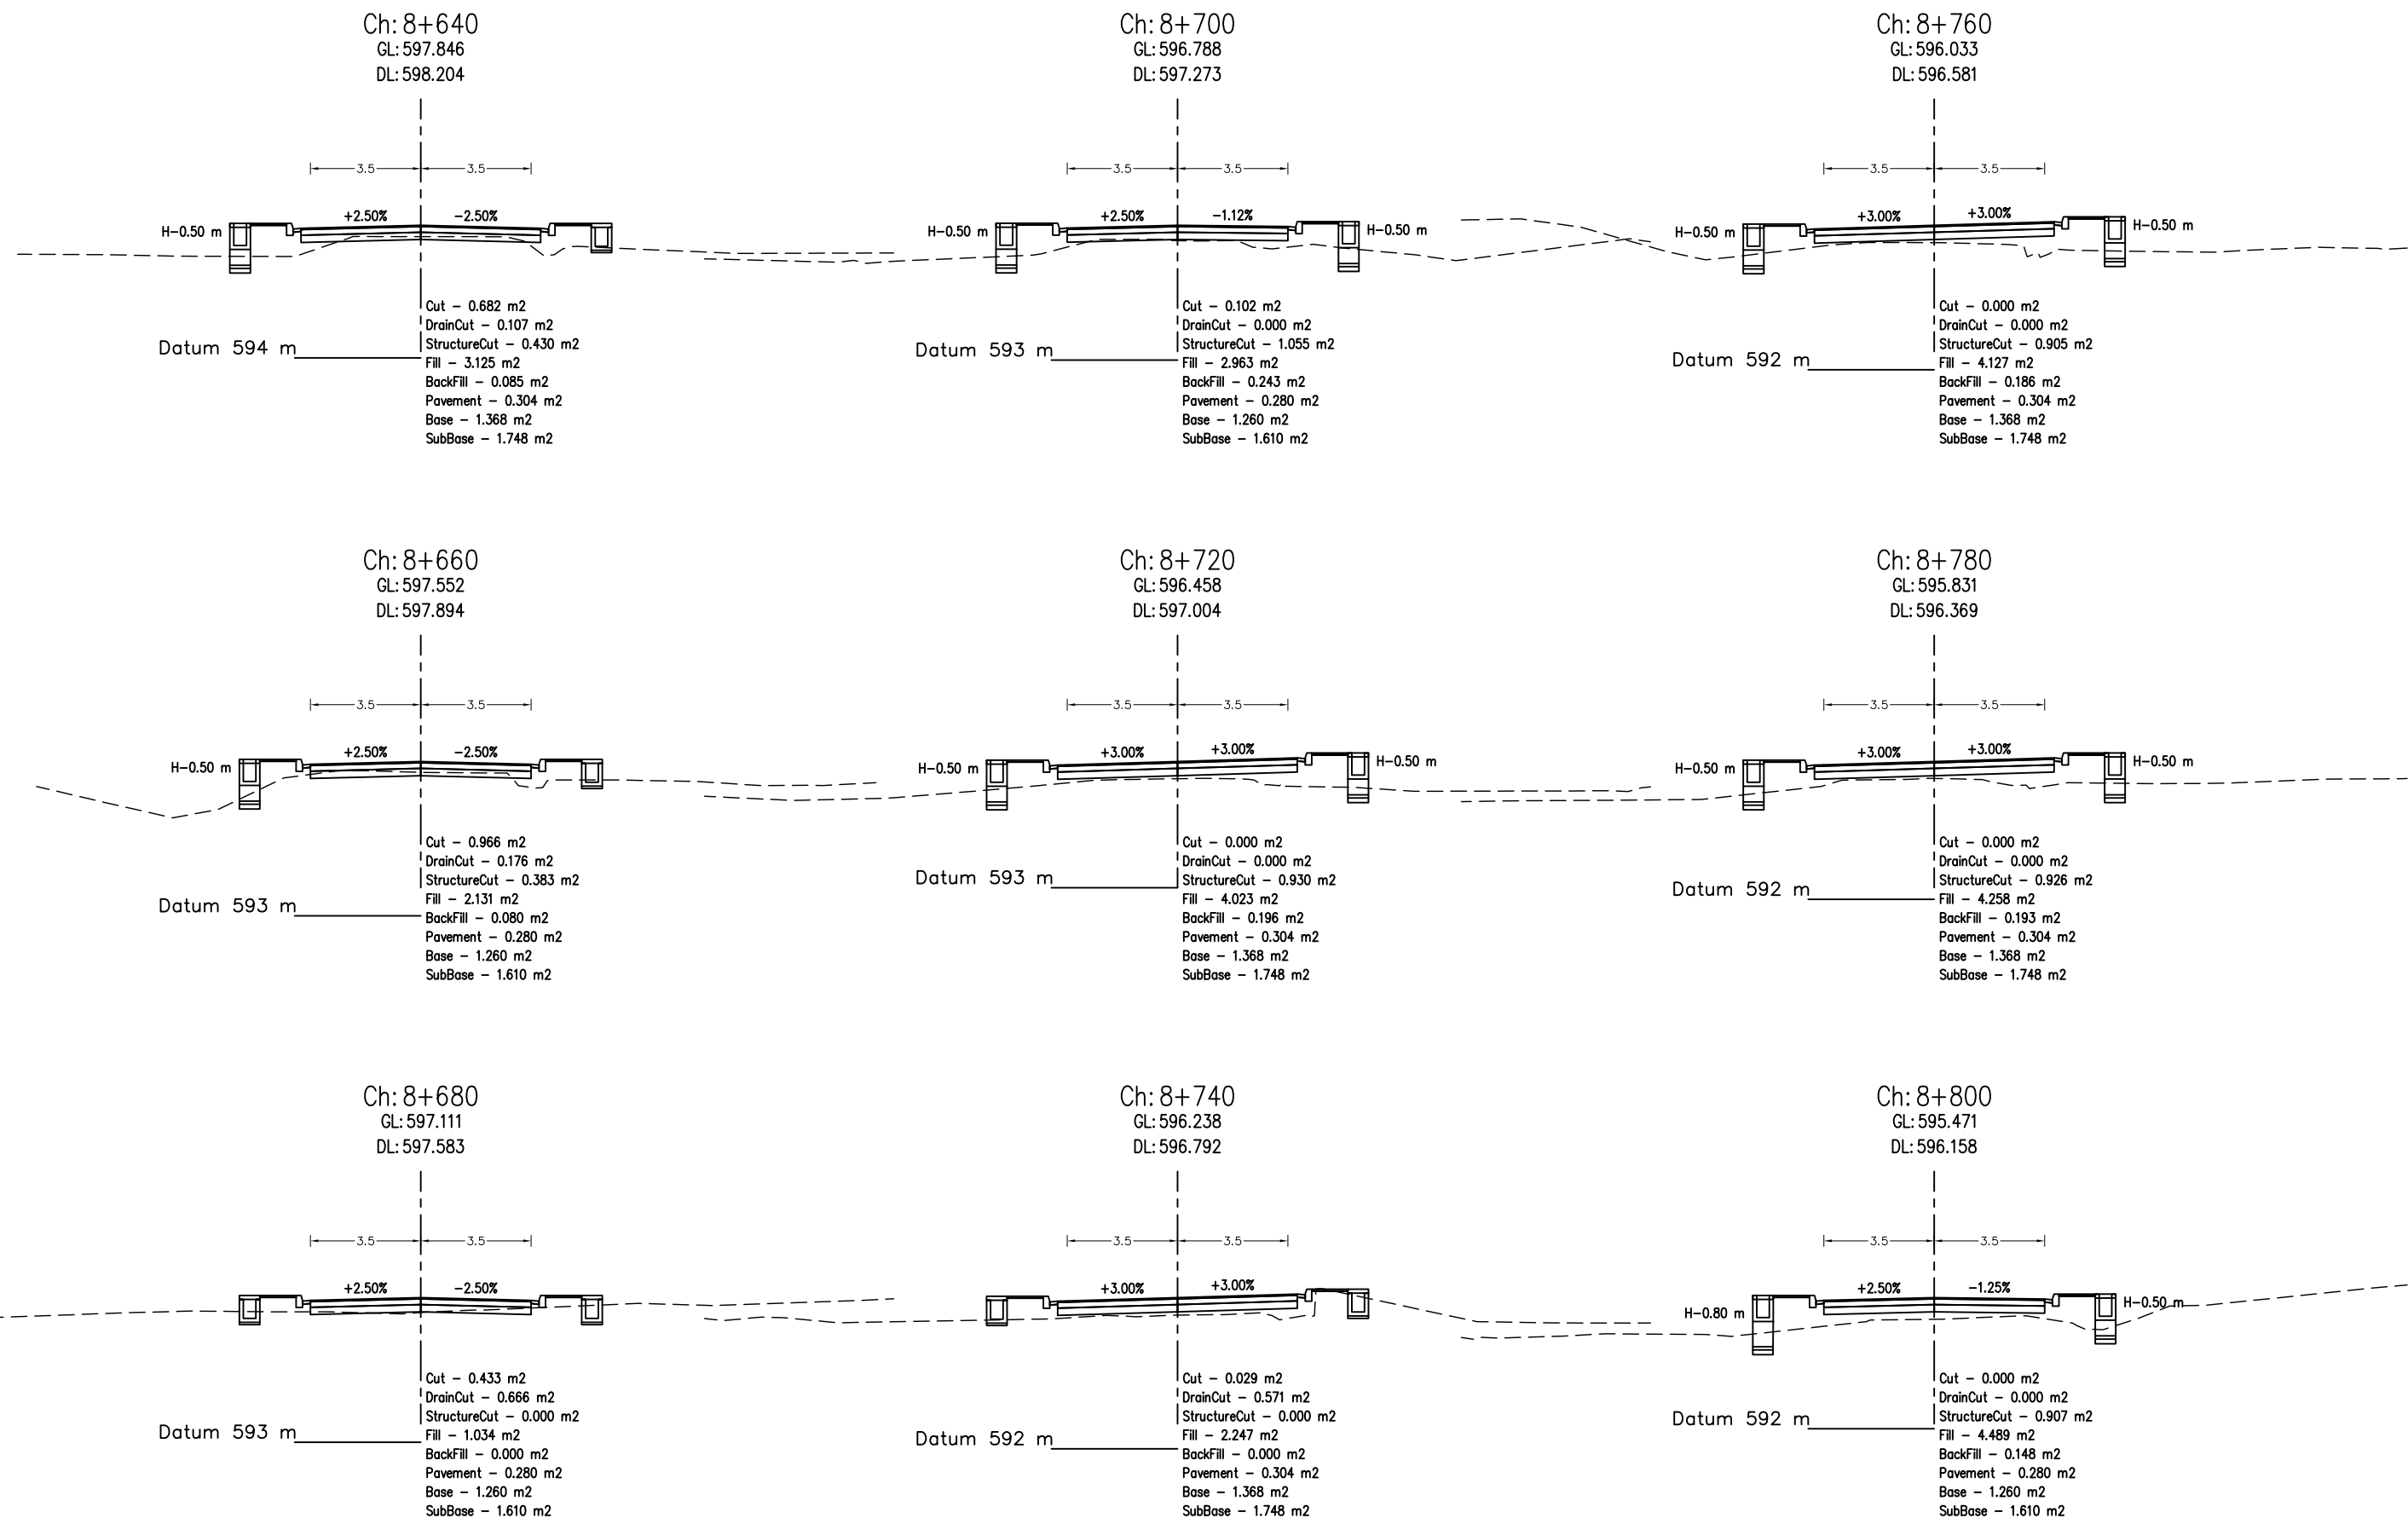 Ch: 8+640
GL: 597.846
DL: 598.204
3.5 3.5
H-0.50 m +2.50% -2.50%
Cut - 0.682 m2
DrainCut - 0.107 m2
StructureCut - 0.430 m2
Datum 594 m
Fill - 3.125 m2
BackFill - 0.085 m2
Pavement - 0.304 m2
Base - 1.368 m2
SubBase - 1.748 m2
Ch: 8+700
GL: 596.788
DL: 597.273
3.5 3.5
H-0.50 m +2.50% -1.12% H-0.50 m
Cut - 0.102 m2
DrainCut - 0.000 m2
StructureCut - 1.055 m2
Datum 593 m
Fill - 2.963 m2
BackFill - 0.243 m2
Pavement - 0.280 m2
Base - 1.260 m2
SubBase - 1.610 m2
Ch: 8+760
GL: 596.033
DL: 596.581
3.5 3.5
H-0.50 m +3.00% +3.00% H-0.50 m
Cut - 0.000 m2
DrainCut - 0.000 m2
StructureCut - 0.905 m2
Datum 592 m
Fill - 4.127 m2
BackFill - 0.186 m2
Pavement - 0.304 m2
Base - 1.368 m2
SubBase - 1.748 m2
Ch: 8+660
GL: 597.552
DL: 597.894
3.5 3.5
H-0.50 m +2.50% -2.50%
Cut - 0.966 m2
DrainCut - 0.176 m2
StructureCut - 0.383 m2
Datum 593 m
Fill - 2.131 m2
BackFill - 0.080 m2
Pavement - 0.280 m2
Base - 1.260 m2
SubBase - 1.610 m2
Ch: 8+720
GL: 596.458
DL: 597.004
3.5 3.5
H-0.50 m +3.00% +3.00% H-0.50 m
Cut - 0.000 m2
DrainCut - 0.000 m2
StructureCut - 0.930 m2
Datum 593 m
Fill - 4.023 m2
BackFill - 0.196 m2
Pavement - 0.304 m2
Base - 1.368 m2
SubBase - 1.748 m2
Ch: 8+780
GL: 595.831
DL: 596.369
3.5 3.5
H-0.50 m +3.00% +3.00% H-0.50 m
Cut - 0.000 m2
DrainCut - 0.000 m2
StructureCut - 0.926 m2
Datum 592 m
Fill - 4.258 m2
BackFill - 0.193 m2
Pavement - 0.304 m2
Base - 1.368 m2
SubBase - 1.748 m2
Ch: 8+680
GL: 597.111
DL: 597.583
3.5 3.5
+2.50% -2.50%
Cut - 0.433 m2
DrainCut - 0.666 m2
StructureCut - 0.000 m2
Datum 593 m
Fill - 1.034 m2
BackFill - 0.000 m2
Pavement - 0.280 m2
Base - 1.260 m2
SubBase - 1.610 m2
Ch: 8+740
GL: 596.238
DL: 596.792
3.5 3.5
+3.00% +3.00%
Cut - 0.029 m2
DrainCut - 0.571 m2
StructureCut - 0.000 m2
Datum 592 m
Fill - 2.247 m2
BackFill - 0.000 m2
Pavement - 0.304 m2
Base - 1.368 m2
SubBase - 1.748 m2
Ch: 8+800
GL: 595.471
DL: 596.158
3.5 3.5
H-0.80 m +2.50% -1.25% H-0.50 m
Cut - 0.000 m2
DrainCut - 0.000 m2
StructureCut - 0.907 m2
Datum 592 m
Fill - 4.489 m2
BackFill - 0.148 m2
Pavement - 0.280 m2
Base - 1.260 m2
SubBase - 1.610 m2